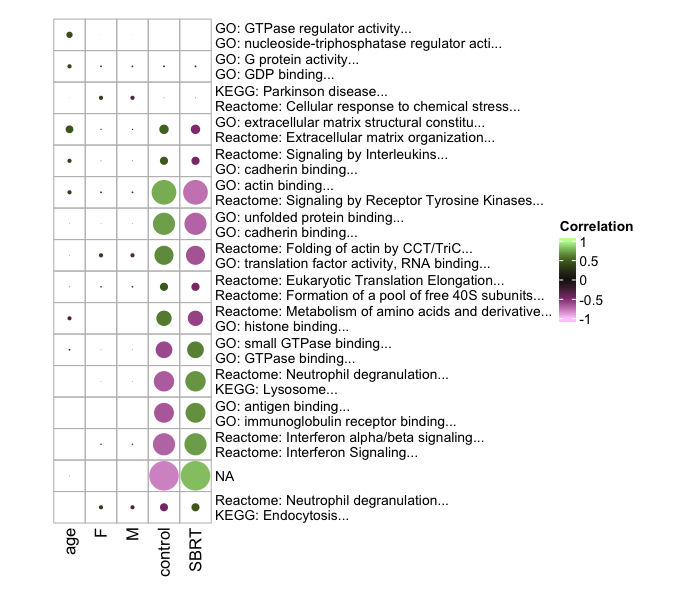 GO: GTPase regulator activity...
GO: nucleoside-triphosphatase regulator acti...
GO: G protein activity...
GO: GDP binding...
KEGG: Parkinson disease...
Reactome: Cellular response to chemical stress...
GO: extracellular matrix structural constitu...
Reactome: Extracellular matrix organization...
Reactome: Signaling by Interleukins...
GO: cadherin binding...
GO: actin binding...
Reactome: Signaling by Receptor Tyrosine Kinases...
GO: unfolded protein binding...
GO: cadherin binding...
Reactome: Folding of actin by CCT/TriC...
GO: translation factor activity, RNA binding...
Reactome: Eukaryotic Translation Elongation...
Reactome: Formation of a pool of free 40S subunits...
Reactome: Metabolism of amino acids and derivative...
GO: histone binding...
GO: small GTPase binding...
GO: GTPase binding...
Reactome: Neutrophil degranulation...
KEGG: Lysosome...
GO: antigen binding...
GO: immunoglobulin receptor binding...
Reactome: Interferon alpha/beta signaling...
Reactome: Interferon Signaling...
NA
Reactome: Neutrophil degranulation...
KEGG: Endocytosis...
age
F
M
control
SBRT
Correlation
1
0.5
0
-0.5
-1